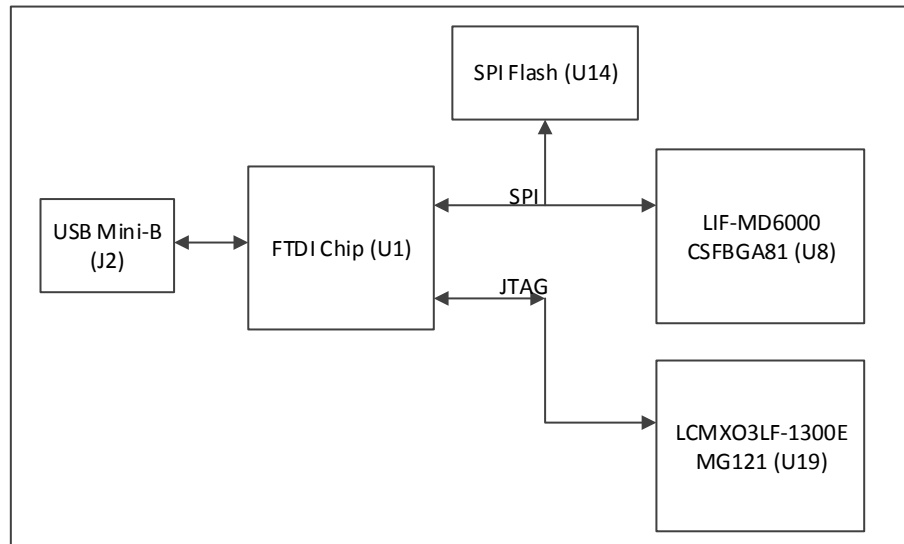 SPI Flash (U14)
USB Mini-B
(J2)
FTDI Chip (U1)
SPI
LIF-MD6000
CSFBGA81 (U8)
JTAG
LCMXO3LF-1300E
MG121 (U19)